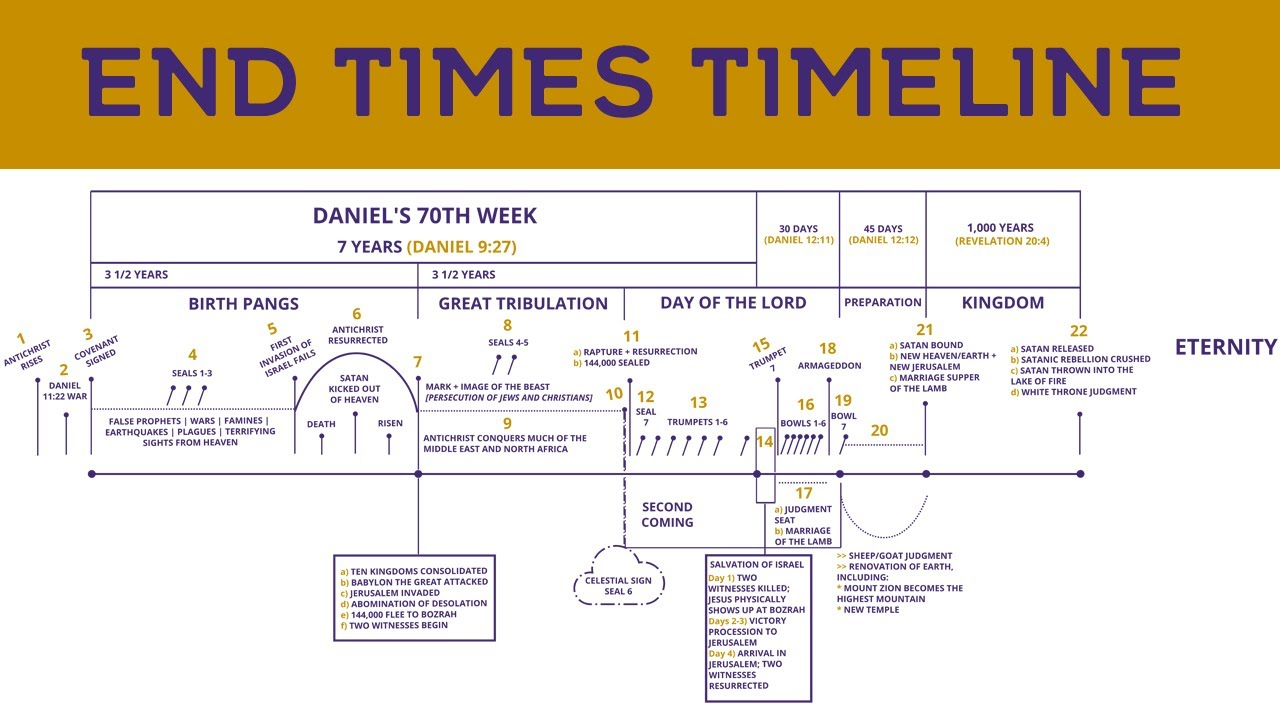 END TIMES TIMELINE
DANIEL'S 70TH WEEK
7 YEARS (DANIEL 9:27)
30 DAYS
(DANIEL 12:11)
45 DAYS
(DANIEL 12:12)
1,000 YEARS
(REVELATION 20:4)
3 1/2 YEARS
3 1/2 YEARS
BIRTH PANGS
GREAT TRIBULATION
DAY OF THE LORD
PREPARATION
KINGDOM
ETERNITY
1
ANTICHRIST
RISES
2
DANIEL
11:22 WAR
3
COVENANT
SIGNED
4
SEALS 1-3
FALSE PROPHETS | WARS | FAMINES |
EARTHQUAKES | PLAGUES | TERRIFYING
SIGHTS FROM HEAVEN
5
FIRST
INVASION OF
ISRAEL FAILS
6
ANTICHRIST
RESURRECTED
SATAN
KICKED OUT
OF HEAVEN
DEATH
RISEN
7
8
SEALS 4-5
MARK + IMAGE OF THE BEAST
[PERSECUTION OF JEWS AND CHRISTIANS]
9
ANTICHRIST CONQUERS MUCH OF THE
MIDDLE EAST AND NORTH AFRICA
10
11
a) RAPTURE + RESURRECTION
b) 144,000 SEALED
12
SEAL
7
13
TRUMPETS 1-6
14
15
TRUMPET
7
16
BOWLS 1-6
18
ARMAGEDDON
19
BOWL
7
20
21
a) SATAN BOUND
b) NEW HEAVEN/EARTH +
NEW JERUSALEM
c) MARRIAGE SUPPER
OF THE LAMB
22
a) SATAN RELEASED
b) SATANIC REBELLION CRUSHED
c) SATAN THROWN INTO THE
LAKE OF FIRE
d) WHITE THRONE JUDGMENT
17
a) JUDGMENT
SEAT
b) MARRIAGE
OF THE LAMB
SECOND
COMING
CELESTIAL SIGN
SEAL 6
a) TEN KINGDOMS CONSOLIDATED
b) BABYLON THE GREAT ATTACKED
c) JERUSALEM INVADED
d) ABOMINATION OF DESOLATION
e) 144,000 FLEE TO BOZRAH
f) TWO WITNESSES BEGIN
SALVATION OF ISRAEL
Day 1) TWO
WITNESSES KILLED;
JESUS PHYSICALLY
SHOWS UP AT BOZRAH
Days 2-3) VICTORY
PROCESSION TO
JERUSALEM
Day 4) ARRIVAL IN
JERUSALEM; TWO
WITNESSES
RESURRECTED
>> SHEEP/GOAT JUDGMENT
>> RENOVATION OF EARTH,
INCLUDING:
* MOUNT ZION BECOMES THE
HIGHEST MOUNTAIN
* NEW TEMPLE